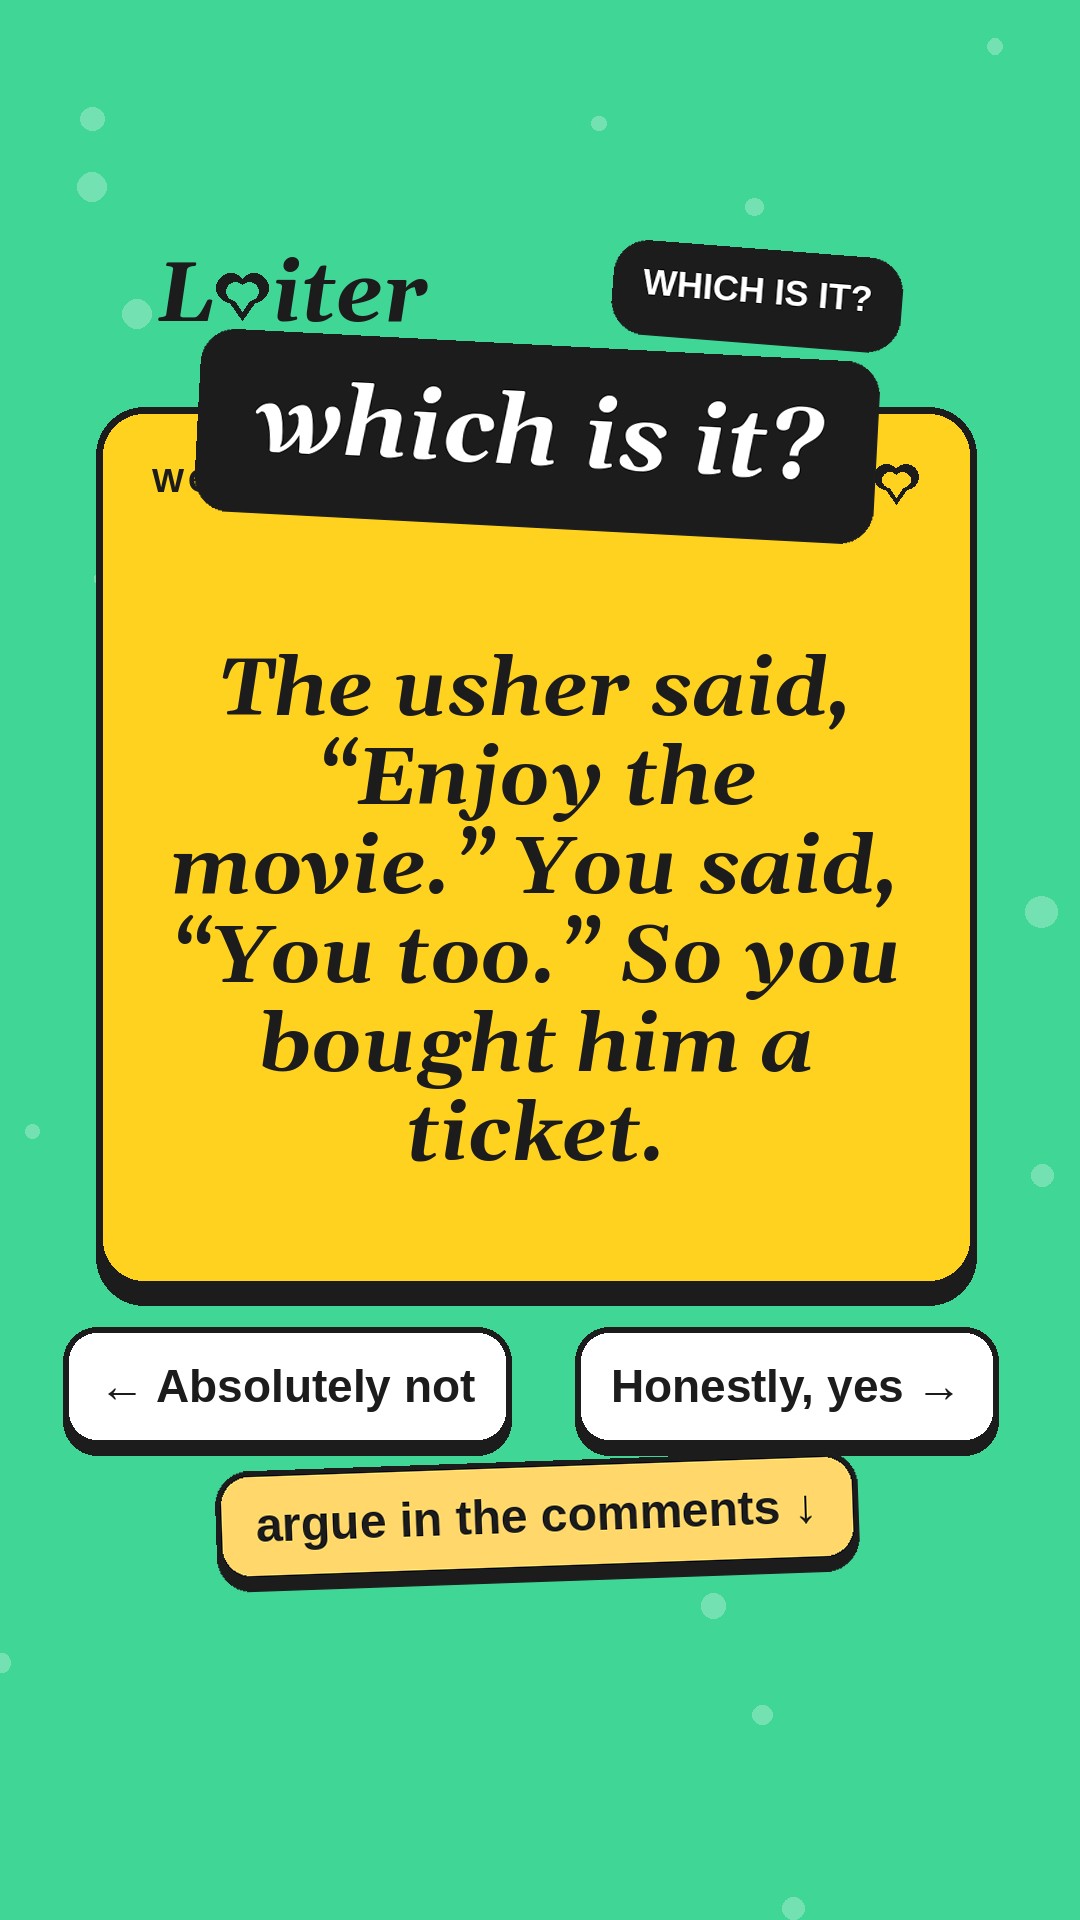 Loiter
WHICH IS IT?
which is it?
The usher said,
“Enjoy the
movie.” You said,
“You too.” So you
bought him a
ticket.
← Absolutely not
Honestly, yes →
argue in the comments ↓